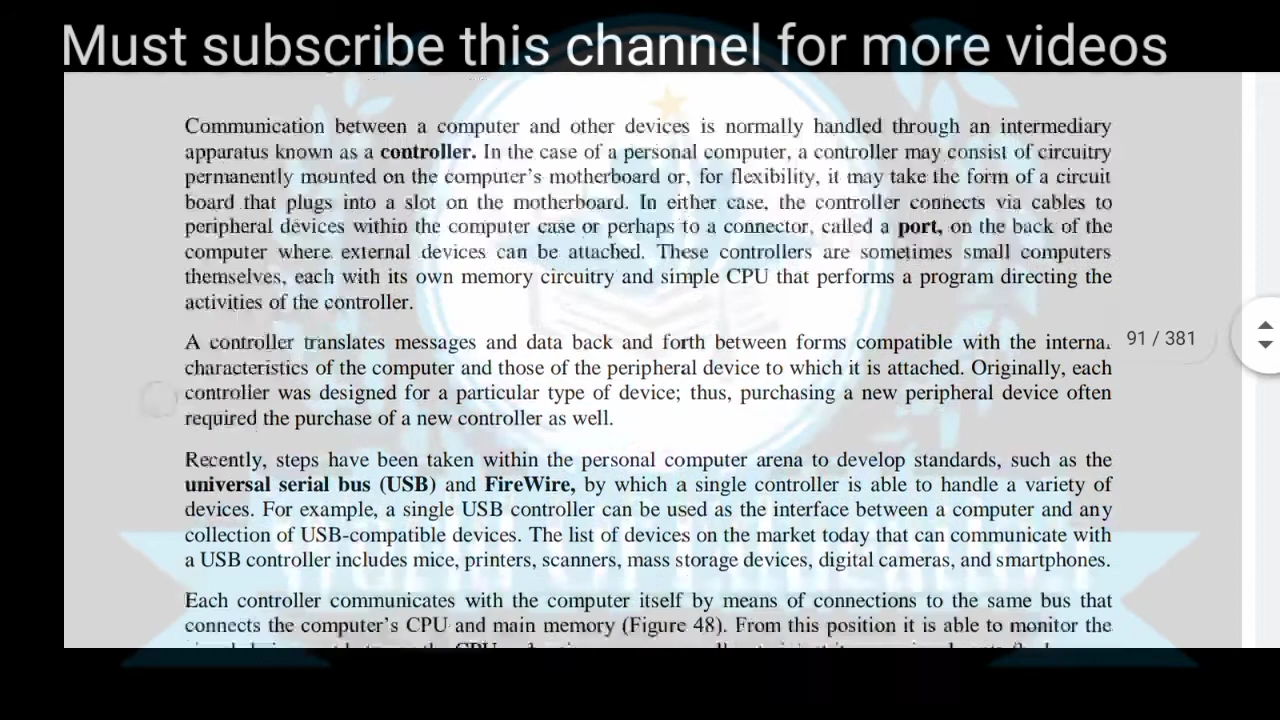 Must subscribe this channel for more videos
Communication between a computer and other devices is normally handled through an intermediary
apparatus known as a controller. In the case of a personal computer, a controller may consist of circuitry
permanently mounted on the computer's motherboard or, for flexibility, it may take the form of a circuit
board that plugs into a slot on the motherboard. In either case, the controller connects via cables to
peripheral devices within the computer case or perhaps to a connector, called a port, on the back of the
computer where external devices can be attached. These controllers are sometimes small computers
themselves, each with its own memory circuitry and simple CPU that performs a program directing the
activities of the controller.
A controller translates messages and data back and forth between forms compatible with the interna.
91 / 381
characteristics of the computer and those of the peripheral device to which it is attached. Originally, each
controller was designed for a particular type of device; thus, purchasing a new peripheral device often
required the purchase of a new controller as well.
Recently, steps have been taken within the personal computer arena to develop standards, such as the
universal serial bus (USB) and FireWire, by which a single controller is able to handle a variety of
devices. For example, a single USB controller can be used as the interface between a computer and any
collection of USB-compatible devices. The list of devices on the market today that can communicate with
a USB controller includes mice, printers, scanners, mass storage devices, digital cameras, and smartphones.
Each controller communicates with the computer itself by means of connections to the same bus that
connects the computer's CPU and main memory (Figure 48). From this position it is able to monitor the